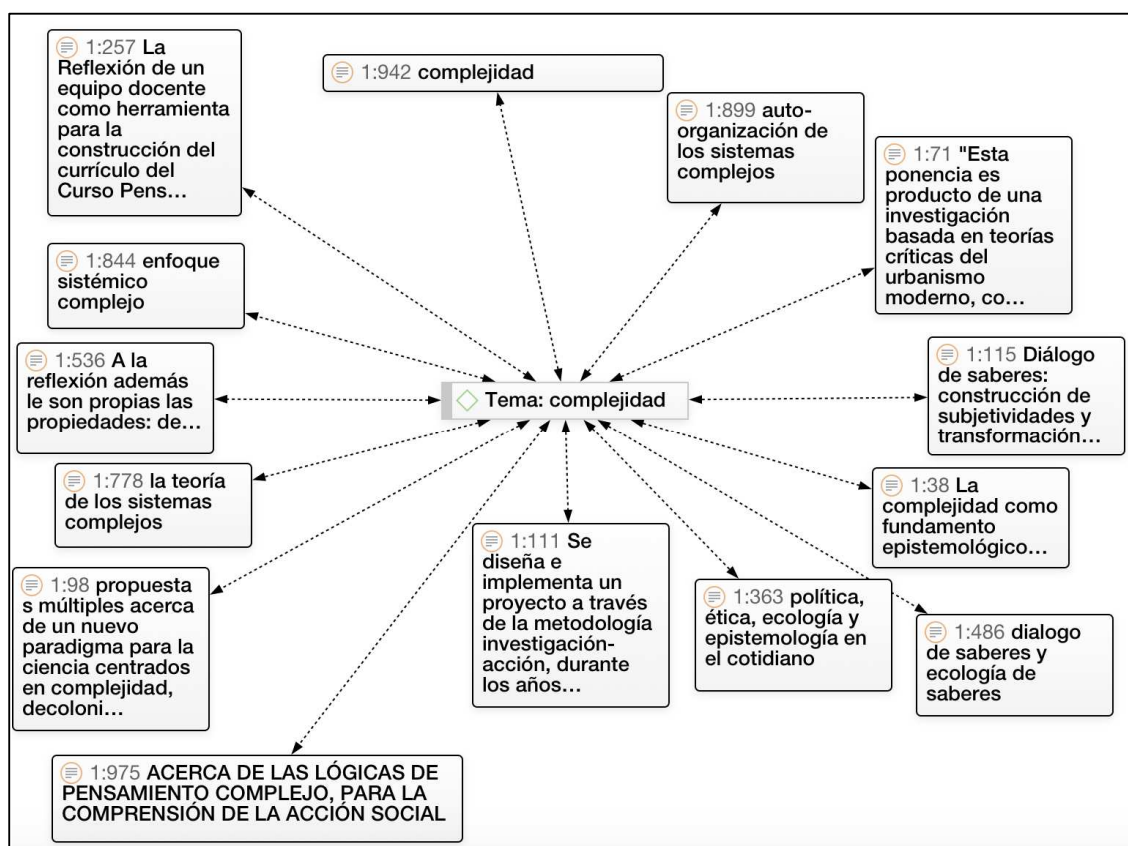 1:257 La
Reflexión de un
equipo docente
como herramienta
para la
construcción del
currículo del
Curso Pens...
1:942 complejidad
1:899 auto-
organización de
los sistemas
complejos
1:71 "Esta
ponencia es
producto de una
investigación
basada en teorías
críticas del
urbanismo
moderno, co...
1:844 enfoque
sistémico
complejo
1:536 A la
reflexión además
le son propias las
propiedades: de...
Tema: complejidad
1:115 Diálogo
de saberes:
construcción de
subjetividades y
transformación...
1:778 la teoría
de los sistemas
complejos
1:38 La
complejidad como
fundamento
epistemológico...
1:98 propuesta
s múltiples acerca
de un nuevo
paradigma para la
ciencia centrados
en complejidad,
decoloni...
1:111 Se
diseña e
implementa un
proyecto a través
de la metodología
investigación-
acción, durante
los años...
1:363 política,
ética, ecología y
epistemología en
el cotidiano
1:486 dialogo
de saberes y
ecología de
saberes
1:975 ACERCA DE LAS LÓGICAS DE
PENSAMIENTO COMPLEJO, PARA LA
COMPRENSIÓN DE LA ACCIÓN SOCIAL